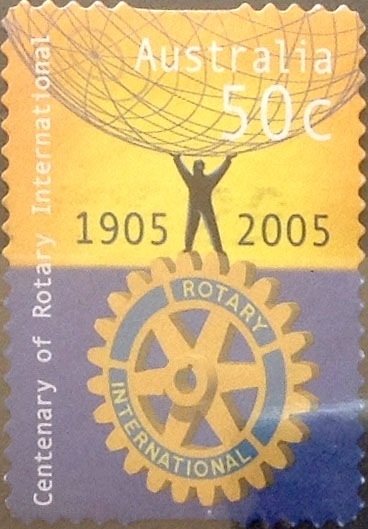 Australia
50c
Centenary of Rotary International
1905 2005
ROTARY
INTERNATIONAL